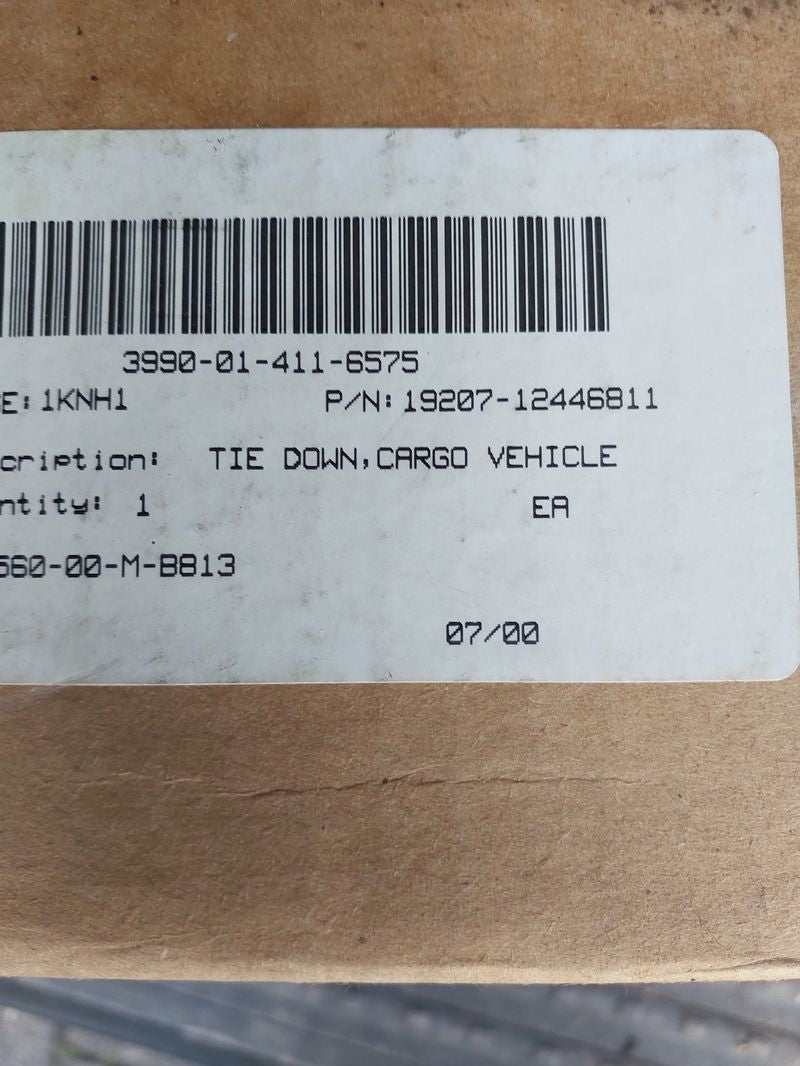 3990-01-411-6575
E: 1KNH1 P/N: 19207-12446811
cription: TIE DOWN, CARGO VEHICLE
ntity: 1 EA
560-00-M-B813
07/00